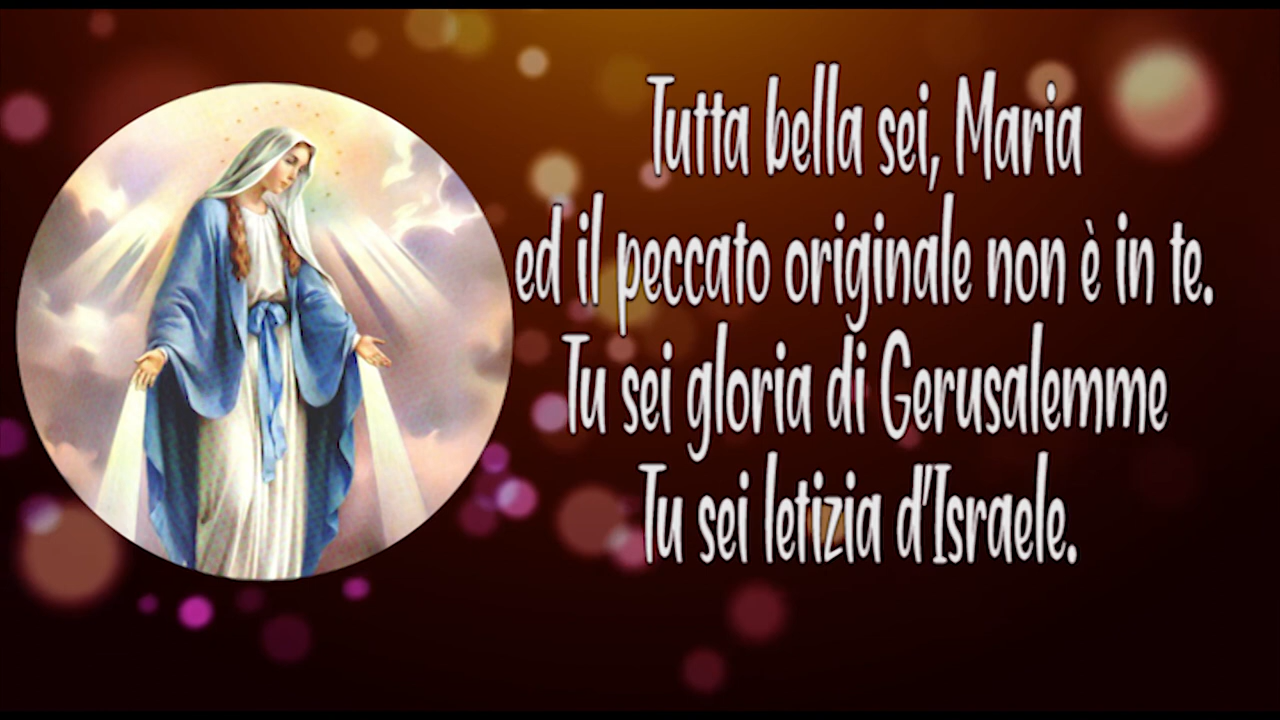 Tutta bella sei, Maria
ed il peccato originale non è in te.
Tu sei gloria di Gerusalemme
Tu sei letizia d'Israele.